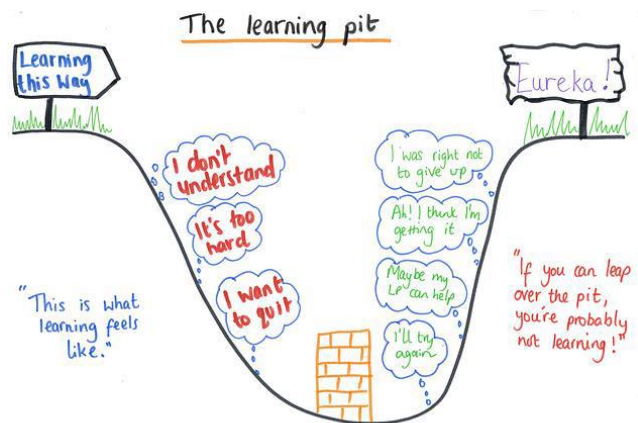 The learning pit
Learning
this Way
Eureka!
I don't
understand
It's too
hard
I want
to quit
I was right not
to give up
Ah! I think I'm
getting it
Maybe my
LP can help
I'll try
again
"This is what
learning feels
like."
"If you can leap
over the pit,
you're probably
not learning!"